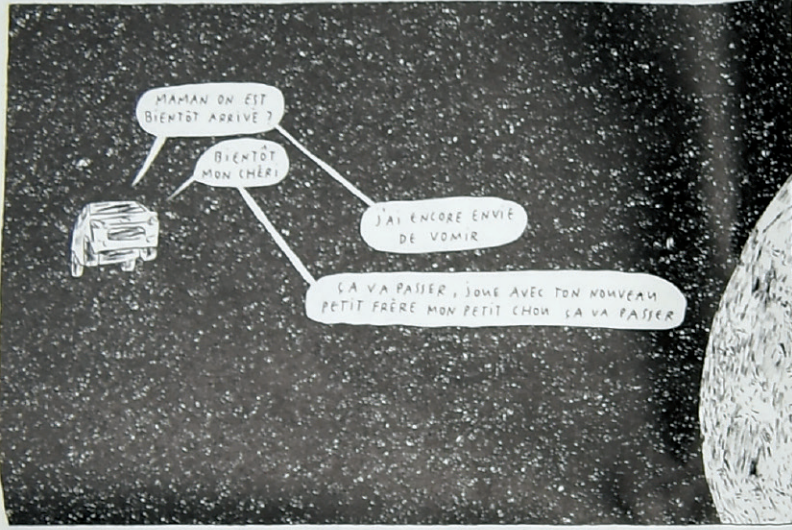 MAMAN ON EST
BIENTÔT ARRIVÉ ?
BIENTÔT
MON CHÉRI
J'AI ENCORE ENVIE
DE VOMIR
ÇA VA PASSER, JOUE AVEC TON NOUVEAU
PETIT FRÈRE MON PETIT CHOU ÇA VA PASSER